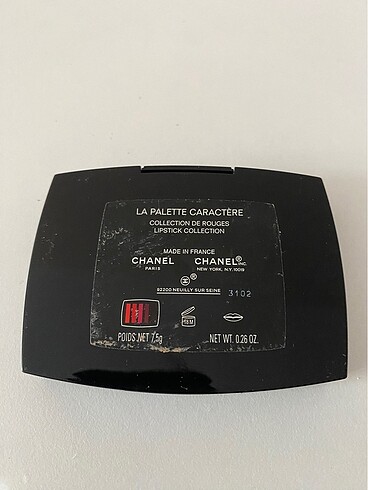 LA PALETTE CARACTÈRE
COLLECTION DE ROUGES
LIPSTICK COLLECTION
MADE IN FRANCE
CHANEL CHANEL® INC.
PARIS NEW YORK, N.Y. 10019
®
92200 NEUILLY SUR SEINE 3102
18 M
POIDS NET 7,5g NET WT. 0.26 OZ.